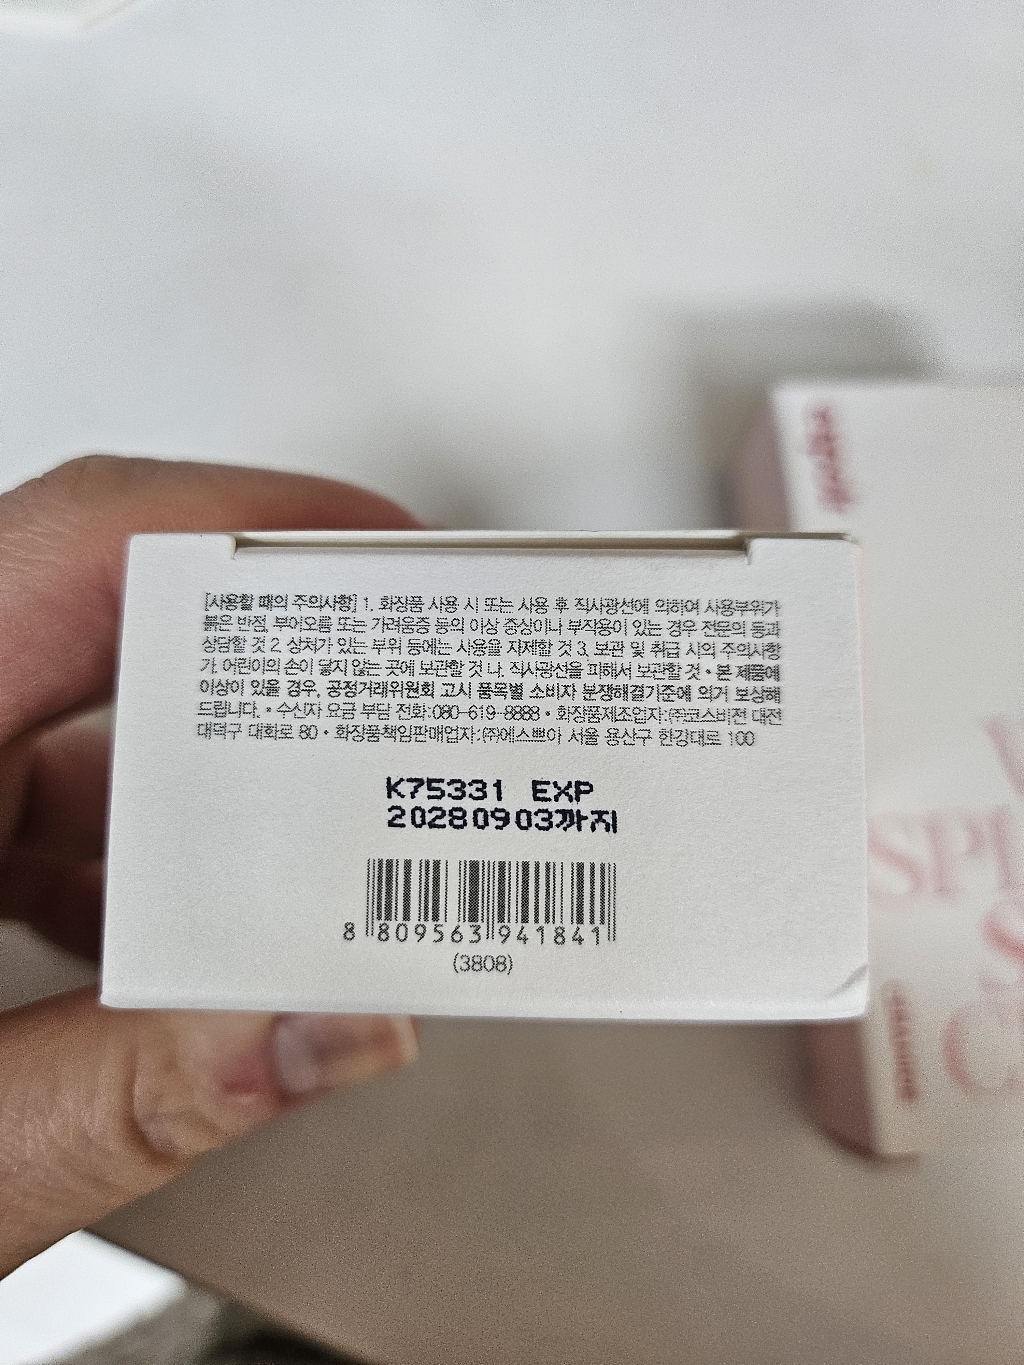 [사용할 때의 주의사항] 1. 화장품 사용 시 또는 사용 후 직사광선에 의하여 사용부위가
붉은 반점, 부어오름 또는 가려움증 등의 이상 증상이나 부작용이 있는 경우 전문의 등과
상담할 것 2. 상처가 있는 부위 등에는 사용을 자제할 것 3. 보관 및 취급 시의 주의사항
가. 어린이의 손이 닿지 않는 곳에 보관할 것 나. 직사광선을 피해서 보관할 것 • 본 제품에
이상이 있을 경우, 공정거래위원회 고시 품목별 소비자 분쟁해결기준에 의거 보상해
드립니다. • 수신자 요금 부담 전화:080-619-8888 • 화장품제조업자:㈜코스비전 대전
대덕구 대화로 80 • 화장품책임판매업자:㈜에스쁘아 서울 용산구 한강대로 100
K75331 EXP
20280903까지
8 809563 941841
(3808)